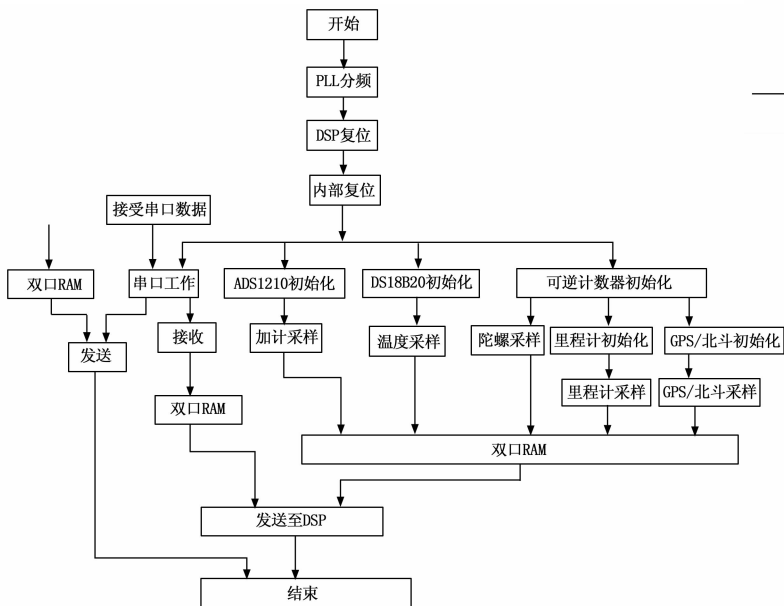 开始
PLL分频
DSP复位
内部复位
接受串口数据
双口RAM
串口工作
ADS1210初始化
DS18B20初始化
可逆计数器初始化
发送
接收
加计采样
温度采样
陀螺采样
里程计初始化
GPS/北斗初始化
里程计采样
GPS/北斗采样
双口RAM
双口RAM
发送至DSP
结束